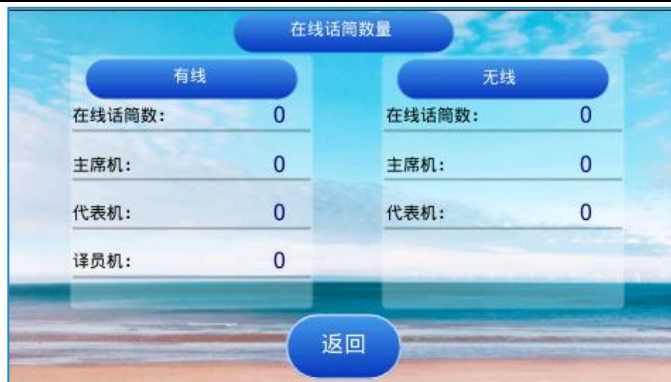 在线话筒数量
有线 无线
在线话筒数: 0 在线话筒数: 0
主席机: 0 主席机: 0
代表机: 0 代表机: 0
译员机: 0
返回